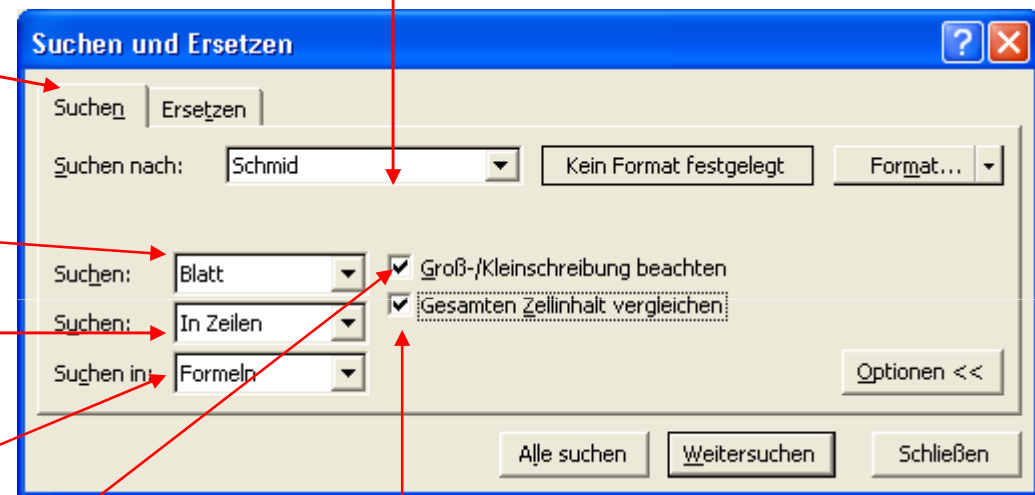 Suchen und Ersetzen
Suchen Ersetzen
Suchen nach: Schmid Kein Format festgelegt Format...
Suchen: Blatt Groß-/Kleinschreibung beachten
Suchen: In Zeilen Gesamten Zellinhalt vergleichen
Suchen in: Formeln Optionen <<
Alle suchen Weitersuchen Schließen